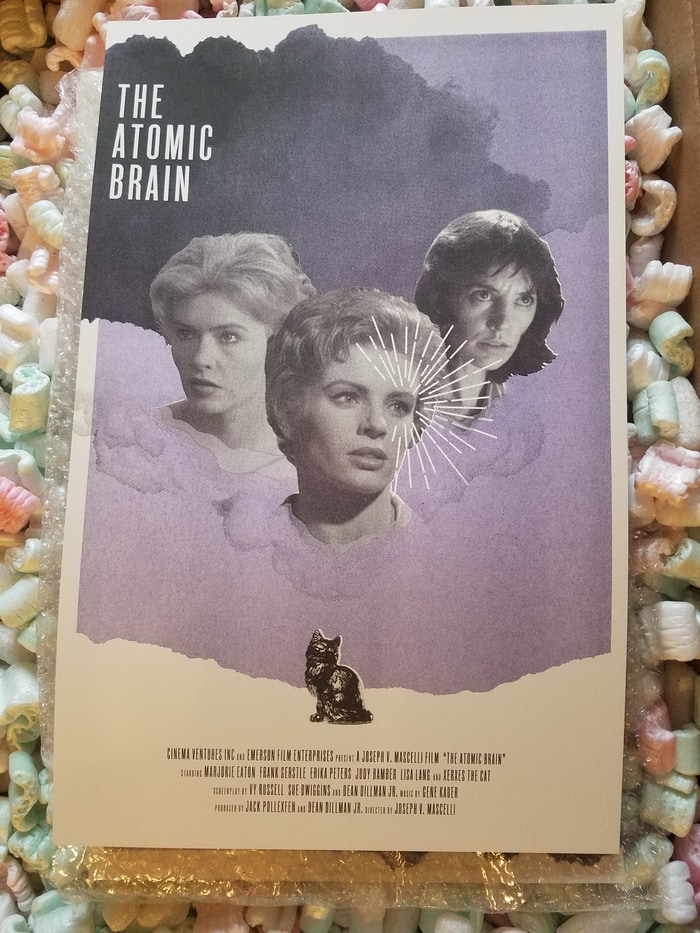 THE
ATOMIC
BRAIN
CINEMA VENTURES INC AND EMERSON FILM ENTERPRISES PRESENT A JOSEPH V. MASCELLI FILM "THE ATOMIC BRAIN"
STARRING MARJORIE EATON FRANK GERSTLE ERIKA PETERS JUDY BAMBER LISA LANG AND XERXES THE CAT
SCREENPLAY BY VY RUSSELL SUE DWIGGINS AND DEAN DILLMAN JR. MUSIC BY GENE KAUER
PRODUCED BY JACK POLLEXFEN AND DEAN DILLMAN JR. DIRECTED BY JOSEPH V. MASCELLI